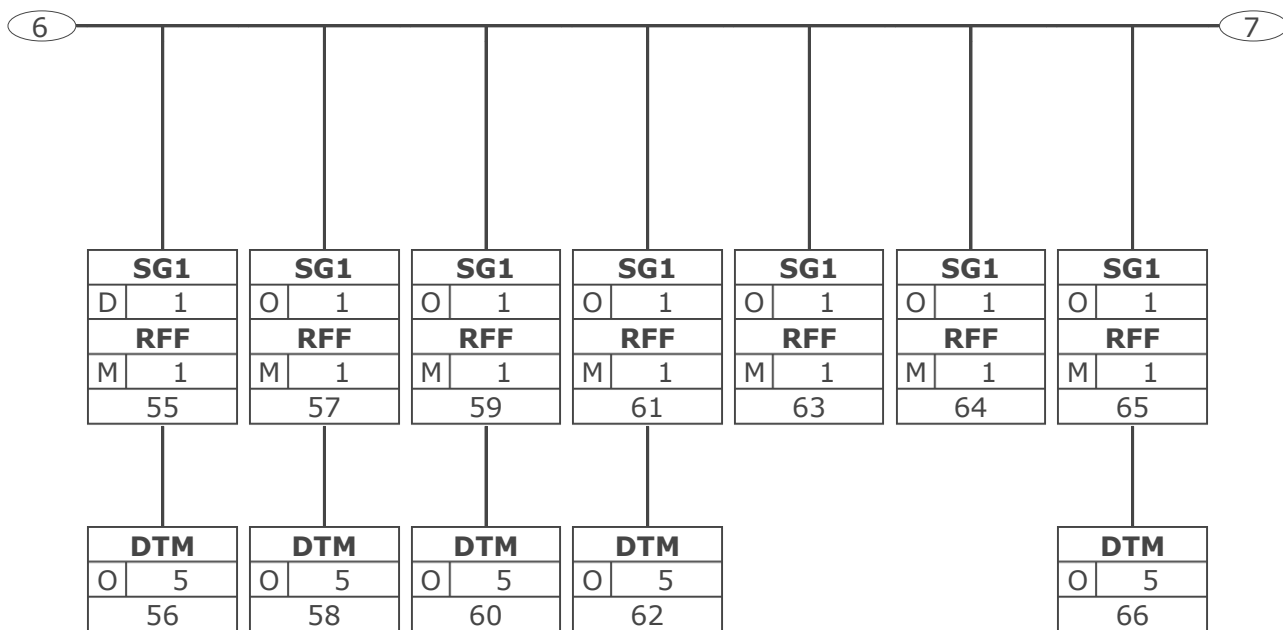 6 7
SG1 SG1 SG1 SG1 SG1 SG1 SG1
D 1 O 1 O 1 O 1 O 1 O 1 O 1
RFF RFF RFF RFF RFF RFF RFF
M 1 M 1 M 1 M 1 M 1 M 1 M 1
55 57 59 61 63 64 65
DTM DTM DTM DTM DTM
O 5 O 5 O 5 O 5 O 5
56 58 60 62 66